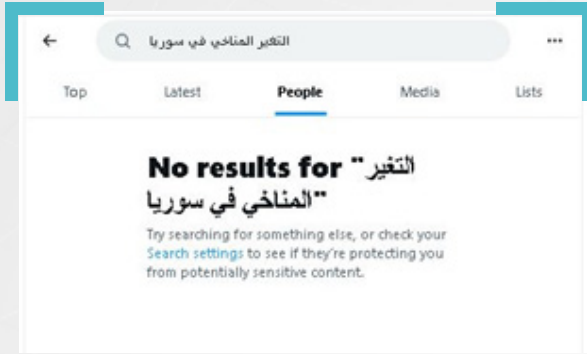 التغير المناخي في سوريا
Top Latest People Media Lists
No results for "التغير
المناخي في سوريا"
Try searching for something else, or check your
Search settings to see if they're protecting you
from potentially sensitive content.